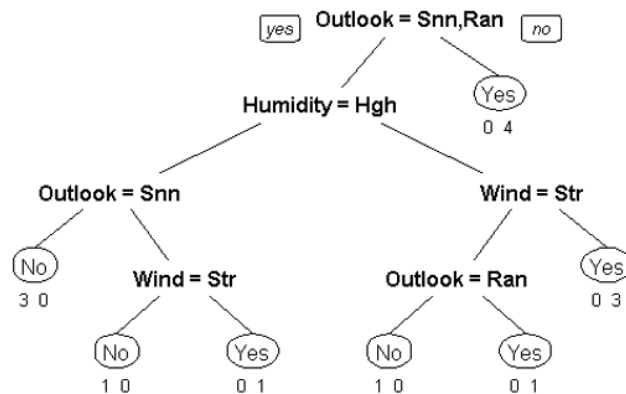 yes Outlook = Snn,Ran no
Humidity = Hgh Yes
0 4
Outlook = Snn Wind = Str
No Wind = Str Outlook = Ran Yes
3 0 0 3
No Yes No Yes
1 0 0 1 1 0 0 1